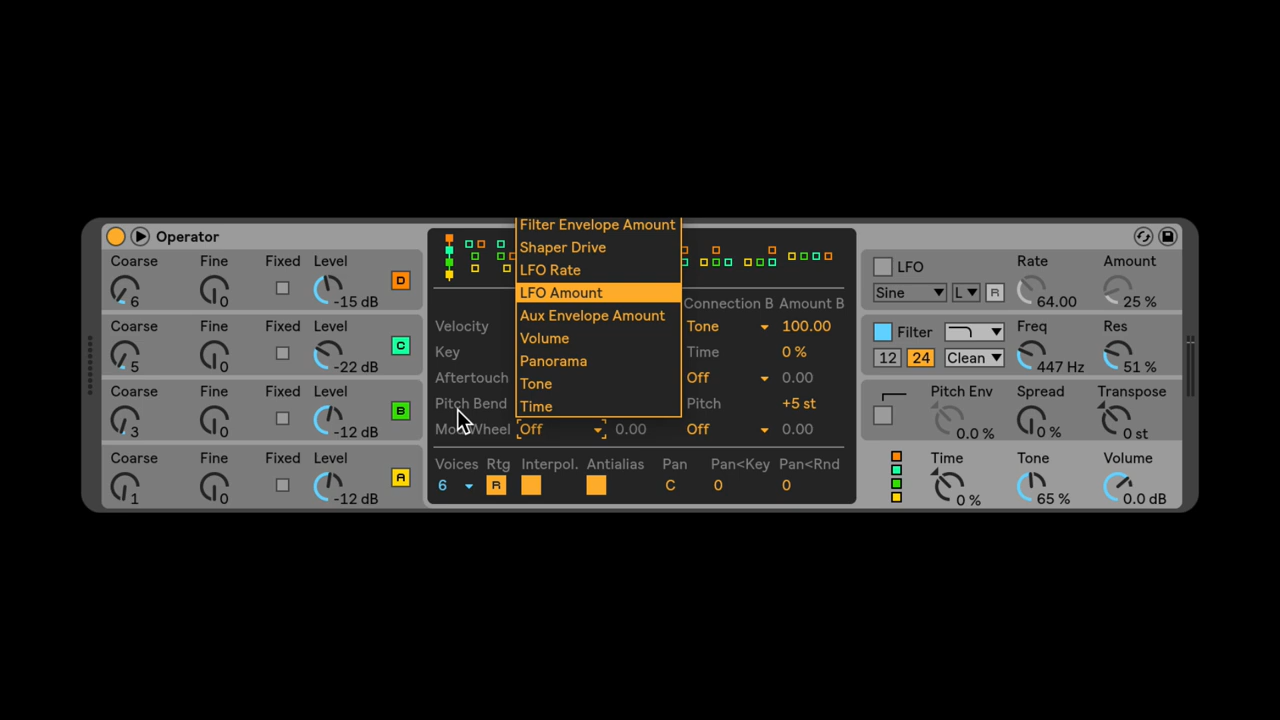 Operator
Coarse Fine Fixed Level
6 0 -15 dB D
Coarse Fine Fixed Level
5 0 -22 dB C
Coarse Fine Fixed Level
3 0 -12 dB B
Coarse Fine Fixed Level
1 0 -12 dB A
Filter Envelope Amount
Shaper Drive
LFO Rate
LFO Amount
Aux Envelope Amount
Volume
Panorama
Tone
Time
Connection B Amount B
Velocity Tone 100.00
Key Time 0 %
Aftertouch Off 0.00
Pitch Bend Pitch +5 st
Off 0.00 Off 0.00
Voices Rtg Interpol. Antialias Pan Pan<Key Pan<Rnd
6 R C 0 0
LFO Rate Amount
Sine L R 64.00 25 %
Filter Freq Res
12 24 Clean 447 Hz 51 %
Pitch Env Spread Transpose
0.0 % 0 % 0 st
Time Tone Volume
0 % 65 % 0.0 dB